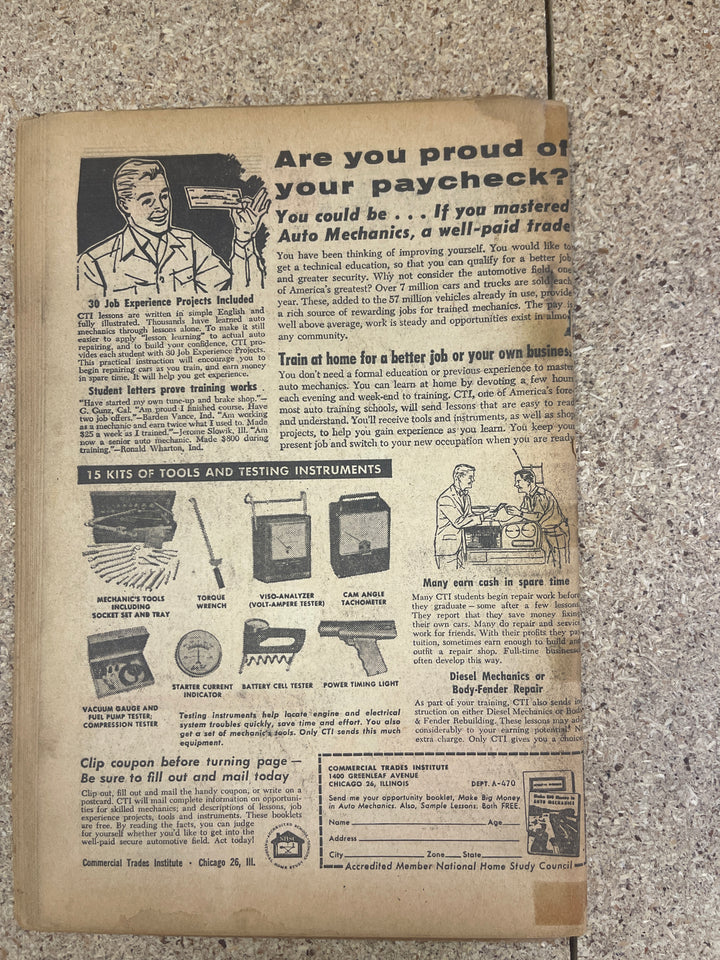 Are you proud of
your paycheck?
You could be . . . If you mastered
Auto Mechanics, a well-paid trade
You have been thinking of improving yourself. You would like to
get a technical education, so that you can qualify for a better job
and greater security. Why not consider the automotive field, one
of America's greatest? Over 7 million cars and trucks are sold each
year. These, added to the 57 million vehicles already in use, provide
a rich source of rewarding jobs for trained mechanics. The pay is
well above average, work is steady and opportunities exist in almo
any community.
30 Job Experience Projects Included
CTI lessons are written in simple English and
fully illustrated. Thousands have learned auto
mechanics through lessons alone. To make it still
easier to apply "lesson learning" to actual auto
repairing, and to build your confidence, CTI pro-
vides each student with 30 Job Experience Projects.
This practical instruction will encourage you to
begin repairing cars as you train, and earn money
in spare time. It will help you get experience.
Student letters prove training works
"Have started my own tune-up and brake shop."—
G. Gunz, Cal. "Am proud I finished course. Have
two job offers."—Barden Vance, Ind. "Am working
as a mechanic and earn twice what I used to. Made
$25 a week as I trained."—Jerome Slowik, Ill. "Am
now a senior auto mechanic. Made $800 during
training."—Ronald Wharton, Ind.
Train at home for a better job or your own busines
You don't need a formal education or previous experience to master
auto mechanics. You can learn at home by devoting a few hours
each evening and week-end to training. CTI, one of America's fore-
most auto training schools, will send lessons that are easy to read
and understand. You'll receive tools and instruments, as well as shop
projects, to help you gain experience as you learn. You keep your
present job and switch to your new occupation when you are ready
15 KITS OF TOOLS AND TESTING INSTRUMENTS
MECHANIC'S TOOLS
INCLUDING
SOCKET SET AND TRAY
TORQUE
WRENCH
VISO-ANALYZER
(VOLT-AMPERE TESTER)
CAM ANGLE
TACHOMETER
VACUUM GAUGE AND
FUEL PUMP TESTER;
COMPRESSION TESTER
STARTER CURRENT
INDICATOR
BATTERY CELL TESTER
POWER TIMING LIGHT
Testing instruments help locate engine and electrical
system troubles quickly, save time and effort. You also
get a set of mechanic's tools. Only CTI sends this much
equipment.
Many earn cash in spare time
Many CTI students begin repair work before
they graduate — some after a few lessons
They report that they save money fixing
their own cars. Many do repair and service
work for friends. With their profits they pay
tuition, sometimes earn enough to build and
outfit a repair shop. Full-time business
often develop this way.
Diesel Mechanics or
Body-Fender Repair
As part of your training, CTI also sends in-
struction on either Diesel Mechanics or Body
& Fender Rebuilding. These lessons may add
considerably to your earning potential. No
extra charge. Only CTI gives you a choice
Clip coupon before turning page —
Be sure to fill out and mail today
Clip out, fill out and mail the handy coupon, or write on a
postcard. CTI will mail complete information on opportuni-
ties for skilled mechanics; and descriptions of lessons, job
experience projects, tools and instruments. These booklets
are free. By reading the facts, you can judge
for yourself whether you'd like to get into the
well-paid secure automotive field. Act today!
Commercial Trades Institute · Chicago 26, Ill.
COMMERCIAL TRADES INSTITUTE
1400 GREENLEAF AVENUE
CHICAGO 26, ILLINOIS DEPT. A-470
Send me your opportunity booklet, Make Big Money
in Auto Mechanics. Also, Sample Lessons. Both FREE.
Name Age
Address
City Zone State
Accredited Member National Home Study Council
Make Big Money in
AUTO MECHANICS